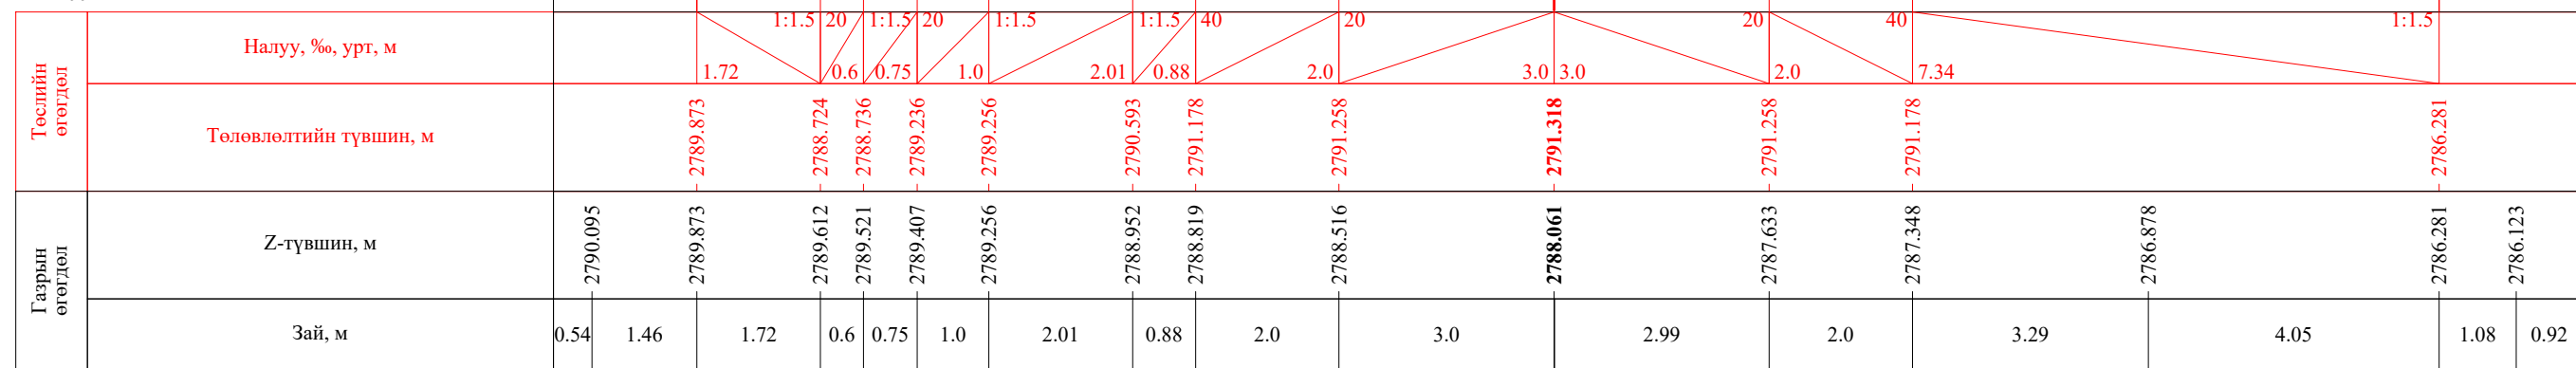 Төслийн өгөгдөл
Налуу, ‰, урт, м
1:1.5 20 1:1.5 20 1:1.5 1:1.5 40 20 20 40 1:1.5
1.72 0.6 0.75 1.0 2.01 0.88 2.0 3.0 3.0 2.0 7.34
Төлөвлөлтийн түвшин, м
2789.873 2788.724 2788.736 2789.236 2789.256 2790.593 2791.178 2791.258 2791.318 2791.258 2791.178 2786.281
Газрын өгөгдөл
Z-түвшин, м
2790.095 2789.873 2789.612 2789.521 2789.407 2789.256 2788.952 2788.819 2788.516 2788.061 2787.633 2787.348 2786.878 2786.281 2786.123
Зай, м
0.54 1.46 1.72 0.6 0.75 1.0 2.01 0.88 2.0 3.0 2.99 2.0 3.29 4.05 1.08 0.92